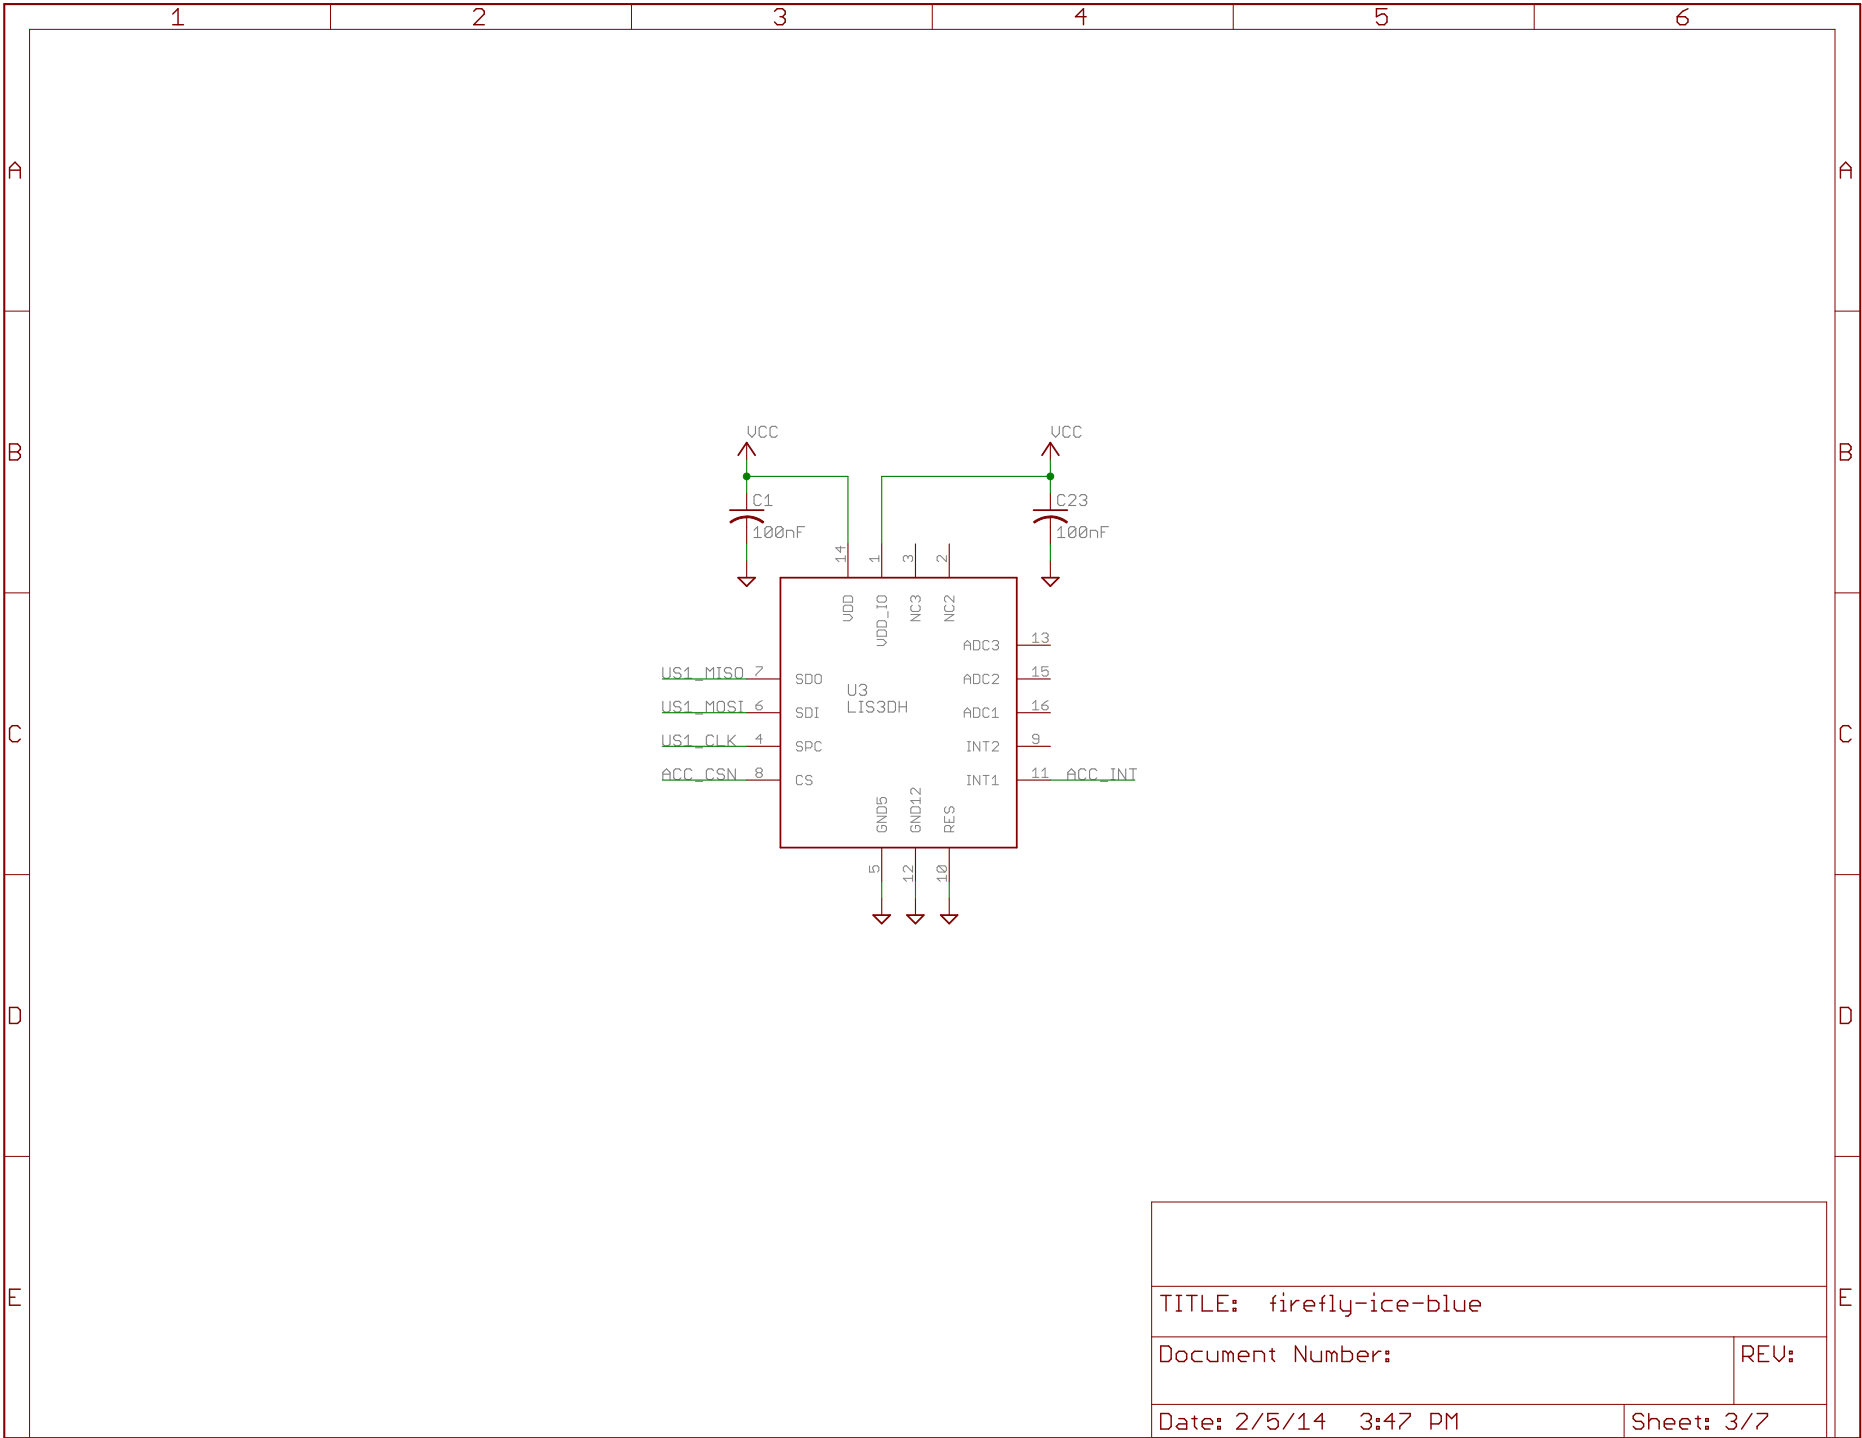 1 2 3 4 5 6
A A
B B
VCC VCC
C1 C23
100nF 100nF
14 1 3 2
VDD VDD_IO NC3 NC2
ADC3 13
US1_MISO 7 SDO ADC2 15
U3
US1_MOSI 6 SDI LIS3DH ADC1 16
C C
US1_CLK 4 SPC INT2 9
ACC_CSN 8 CS INT1 11 ACC_INT
GND5 GND12 RES
5 12 10
D D
E E
TITLE: firefly-ice-blue
Document Number: REV:
Date: 2/5/14 3:47 PM Sheet: 3/7